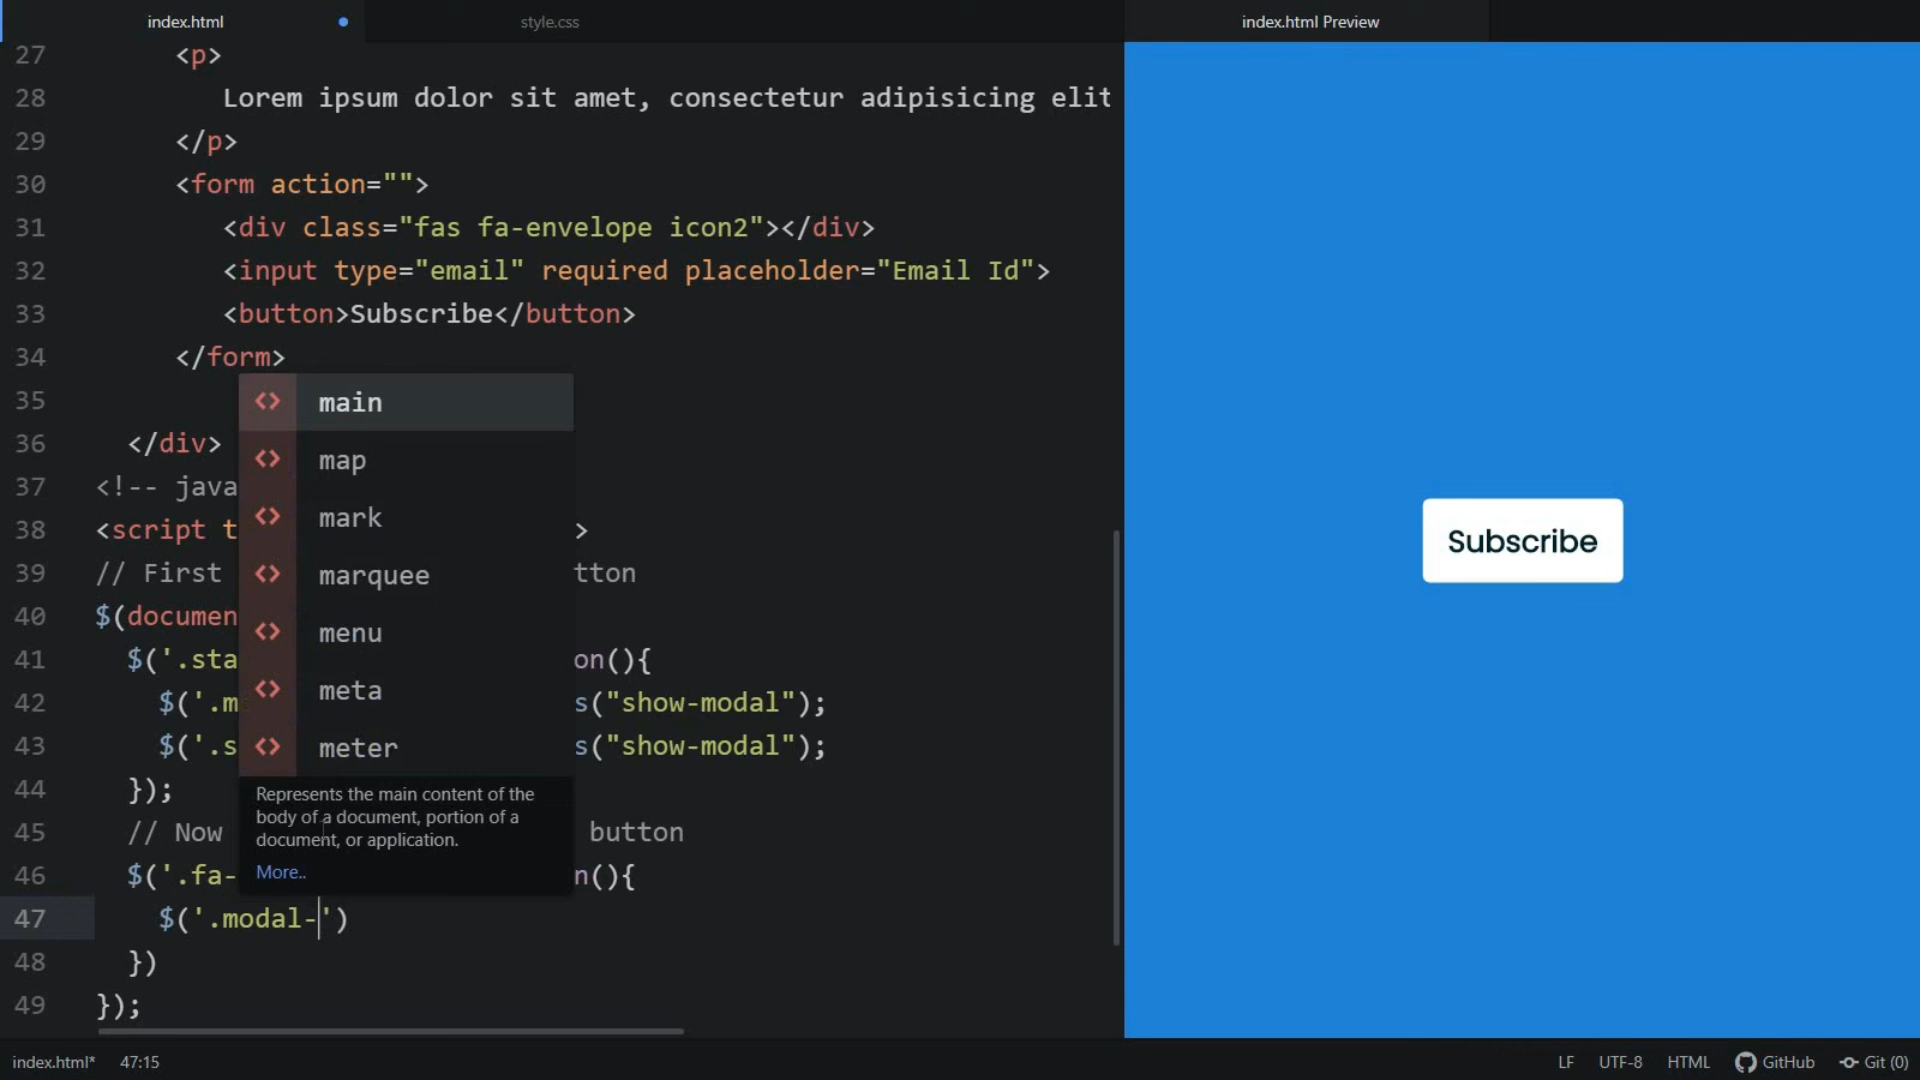 index.html
style.css
index.html Preview
27 <p>
28 Lorem ipsum dolor sit amet, consectetur adipisicing elit
29 </p>
30 <form action="">
31 <div class="fas fa-envelope icon2"></div>
32 <input type="email" required placeholder="Email Id">
33 <button>Subscribe</button>
34 </form>
35
36 </div>
37 <!-- java
38 <script t >
39 // First tton
40 $(documen
41 $('.sta on(){
42 $('.m s("show-modal");
43 $('.s s("show-modal");
44 });
45 // Now button
46 $('.fa- n(){
47 $('.modal-')
48 })
49 });
<> main
<> map
<> mark
<> marquee
<> menu
<> meta
<> meter
Represents the main content of the
body of a document, portion of a
document, or application.
More..
Subscribe
index.html* 47:15
LF UTF-8 HTML GitHub Git (0)